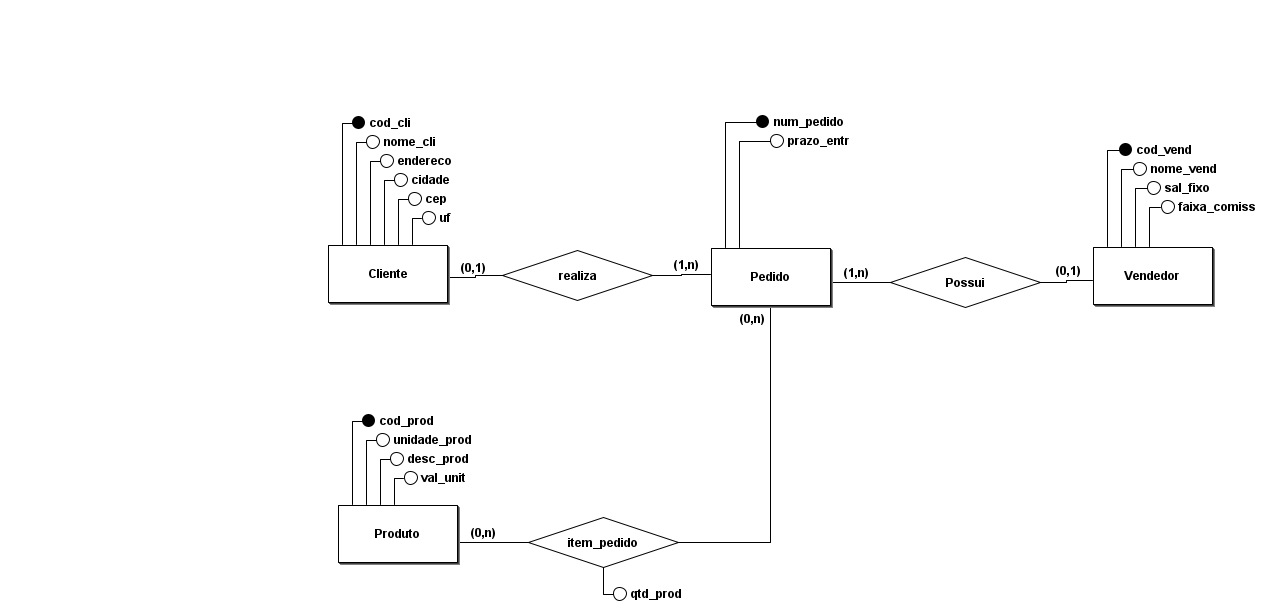 cod_cli
nome_cli
endereco
cidade
cep
uf
Cliente
(0,1)
realiza
(1,n)
num_pedido
prazo_entr
Pedido
(1,n)
Possui
(0,1)
cod_vend
nome_vend
sal_fixo
faixa_comiss
Vendedor
(0,n)
cod_prod
unidade_prod
desc_prod
val_unit
Produto
(0,n)
item_pedido
qtd_prod